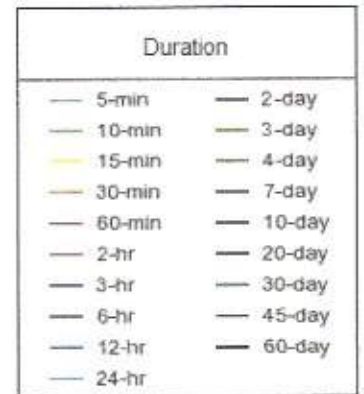 Duration
5-min 2-day
10-min 3-day
15-min 4-day
30-min 7-day
60-min 10-day
2-hr 20-day
3-hr 30-day
6-hr 45-day
12-hr 60-day
24-hr